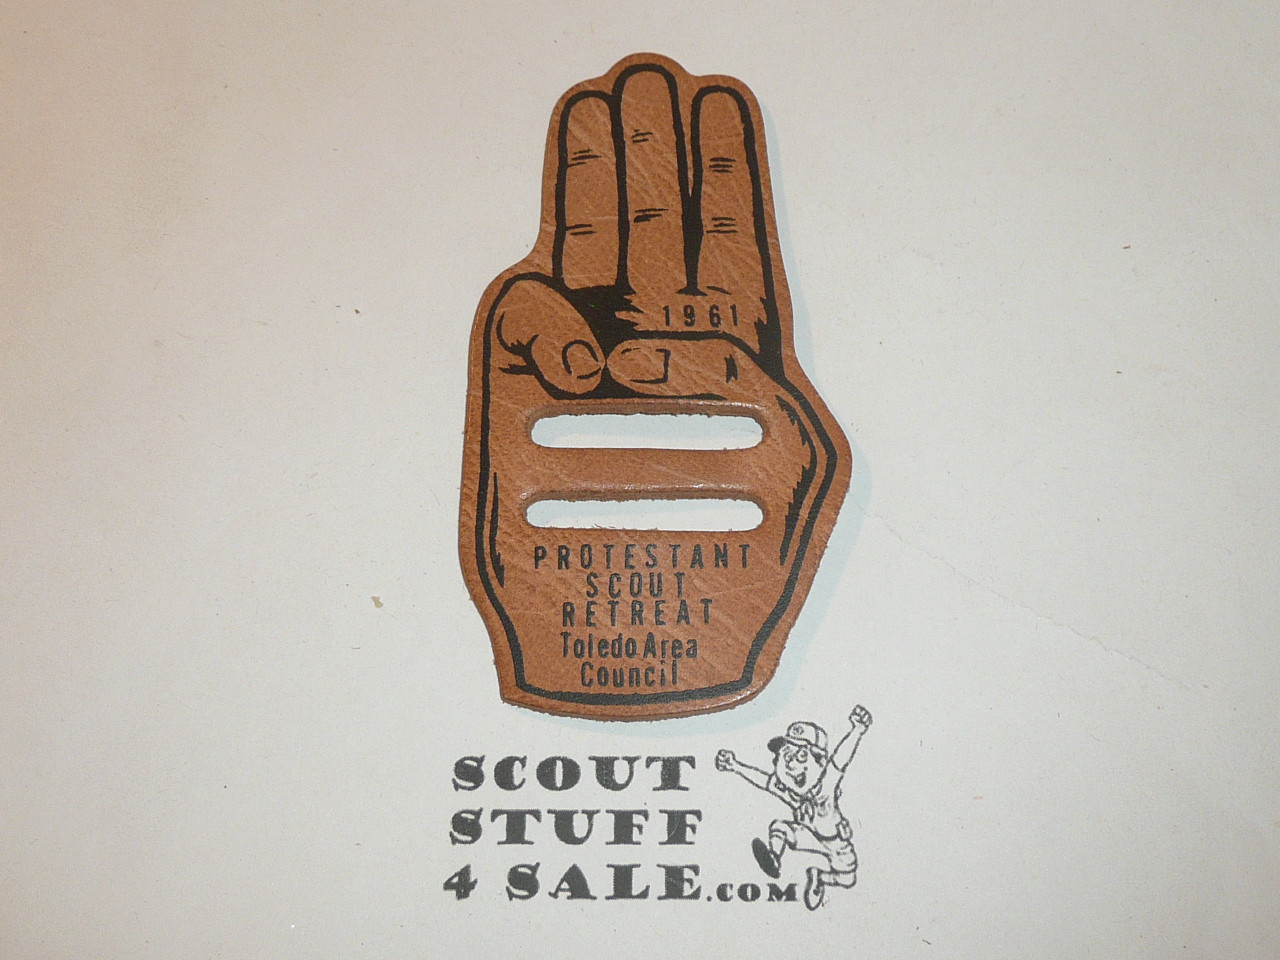 1961
PROTESTANT
SCOUT
RETREAT
Toledo Area
Council
SCOUT
STUFF
4 SALE.COM